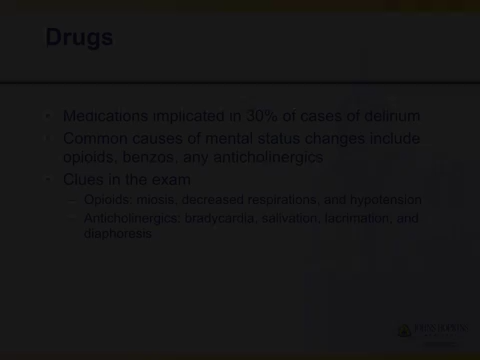 Drugs
• Medications implicated in 30% of cases of delirium
• Common causes of mental status changes include
opioids, benzos, any anticholinergics
• Clues in the exam
– Opioids: miosis, decreased respirations, and hypotension
– Anticholinergics: bradycardia, salivation, lacrimation, and
diaphoresis